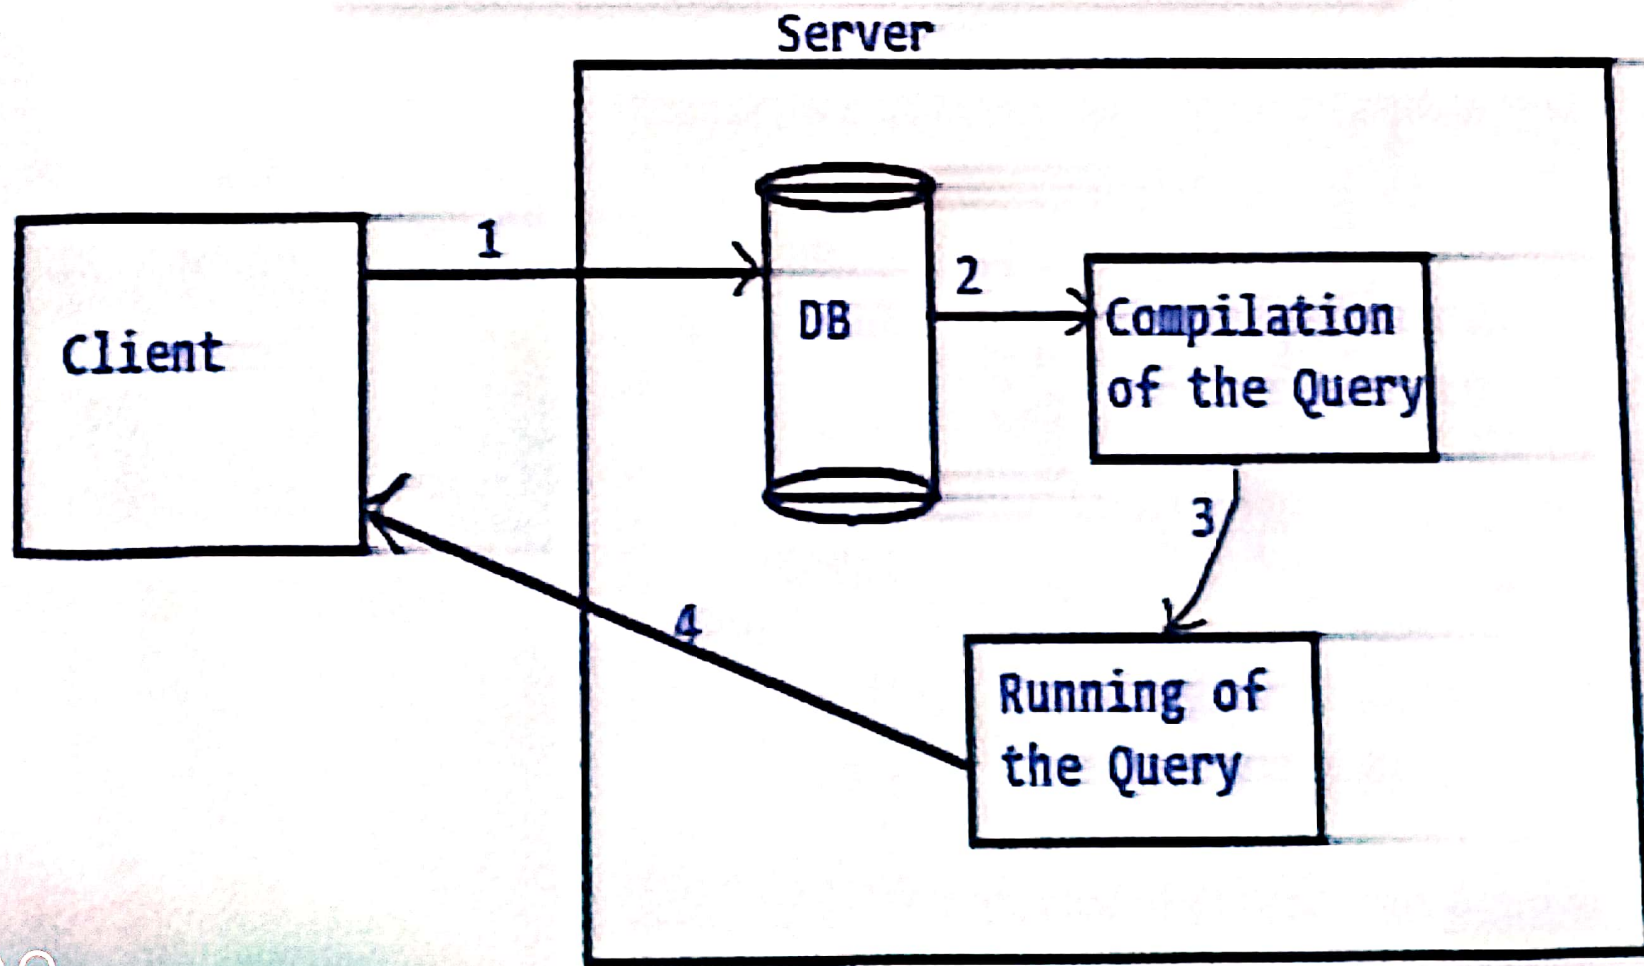 Server
1
Client
DB
2
Compilation
of the Query
3
4
Running of
the Query